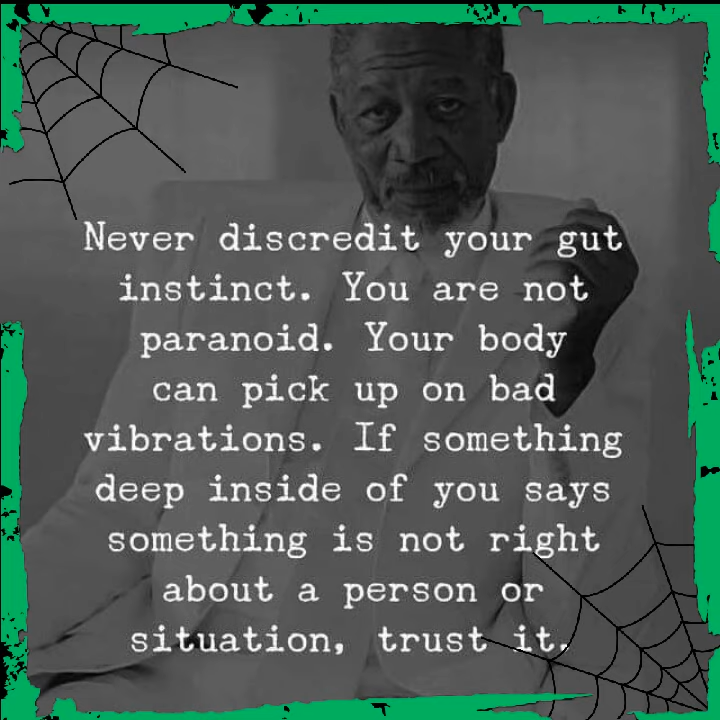 Never discredit your gut
instinct. You are not
paranoid. Your body
can pick up on bad
vibrations. If something
deep inside of you says
something is not right
about a person or
situation, trust it.